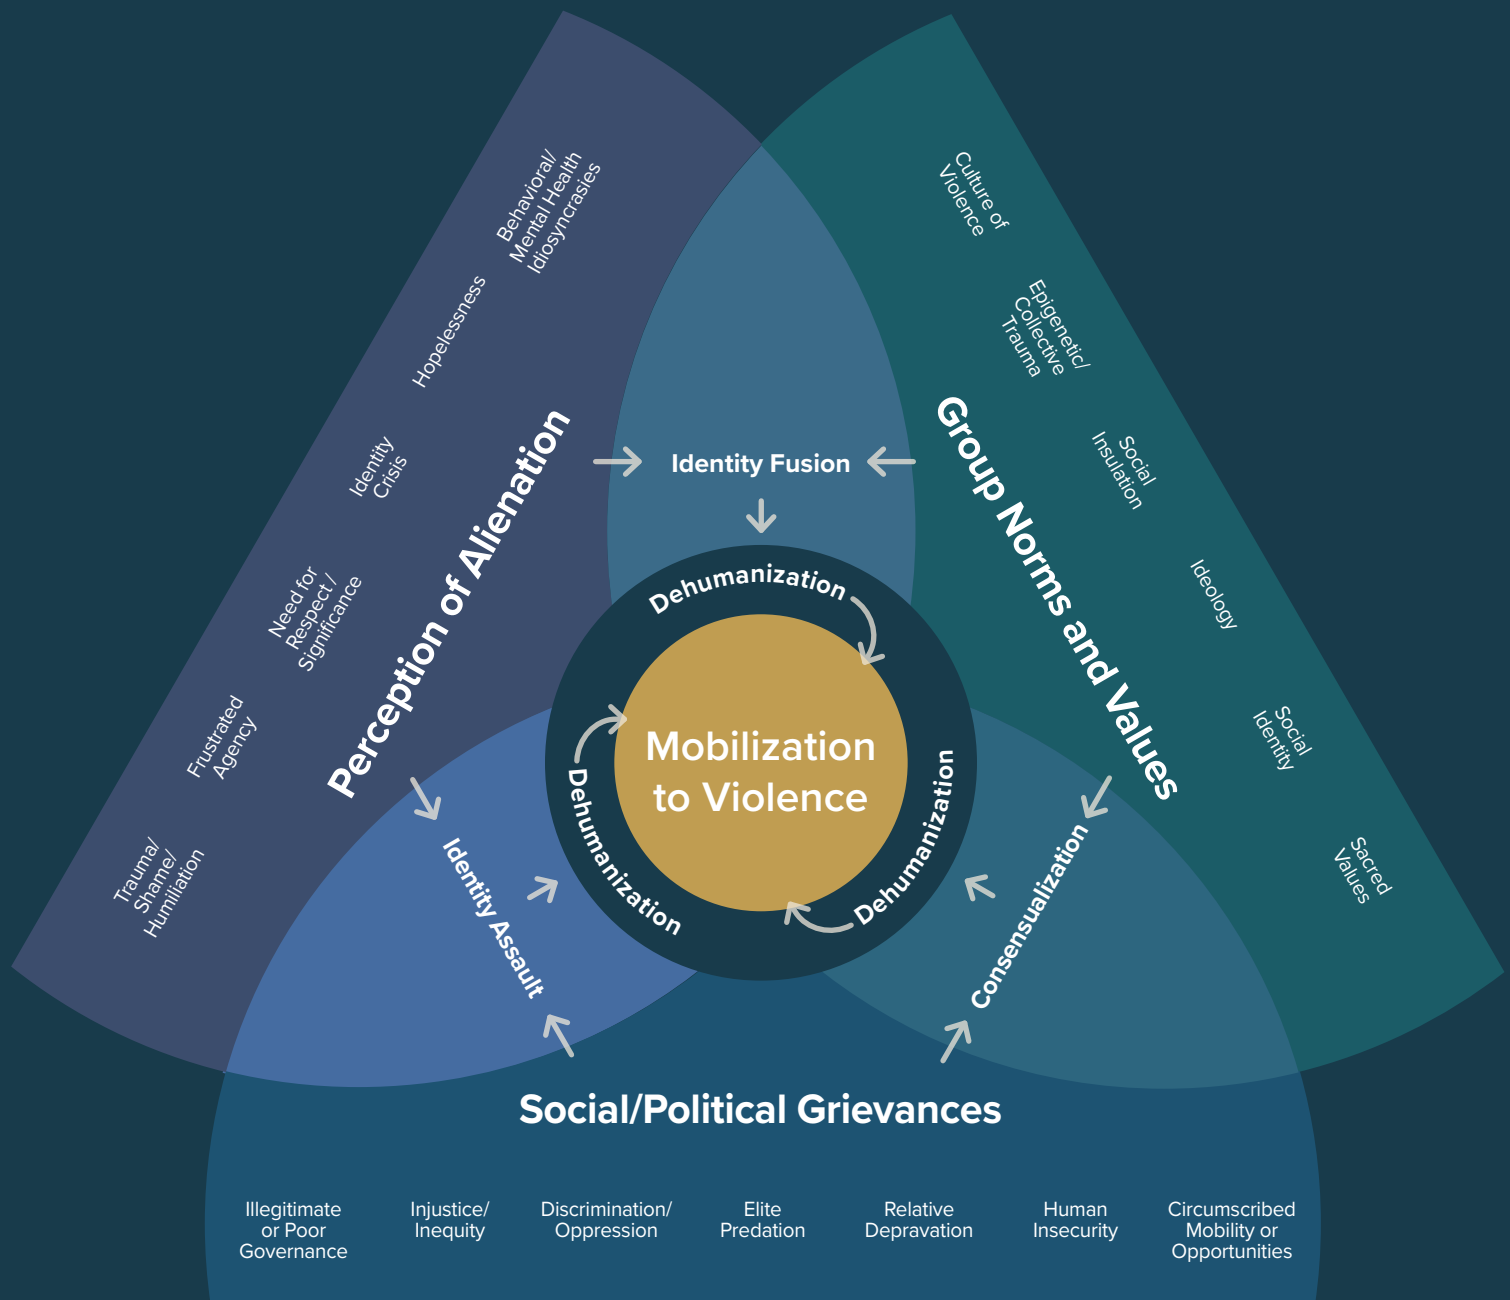 Behavioral/
Mental Health
Idiosyncrasies
Hopelessness
Identity
Crisis
Need for
Respect /
Significance
Frustrated
Agency
Trauma/
Shame/
Humiliation
Perception of Alienation
Culture of
Violence
Epigenetic/
Collective
Trauma
Social
Insulation
Ideology
Social
Identity
Sacred
Values
Group Norms and Values
Identity Fusion
Dehumanization
Mobilization
to Violence
Dehumanization
Dehumanization
Identity Assault
Consensualization
Social/Political Grievances
Illegitimate
or Poor
Governance
Injustice/
Inequity
Discrimination/
Oppression
Elite
Predation
Relative
Depravation
Human
Insecurity
Circumscribed
Mobility or
Opportunities